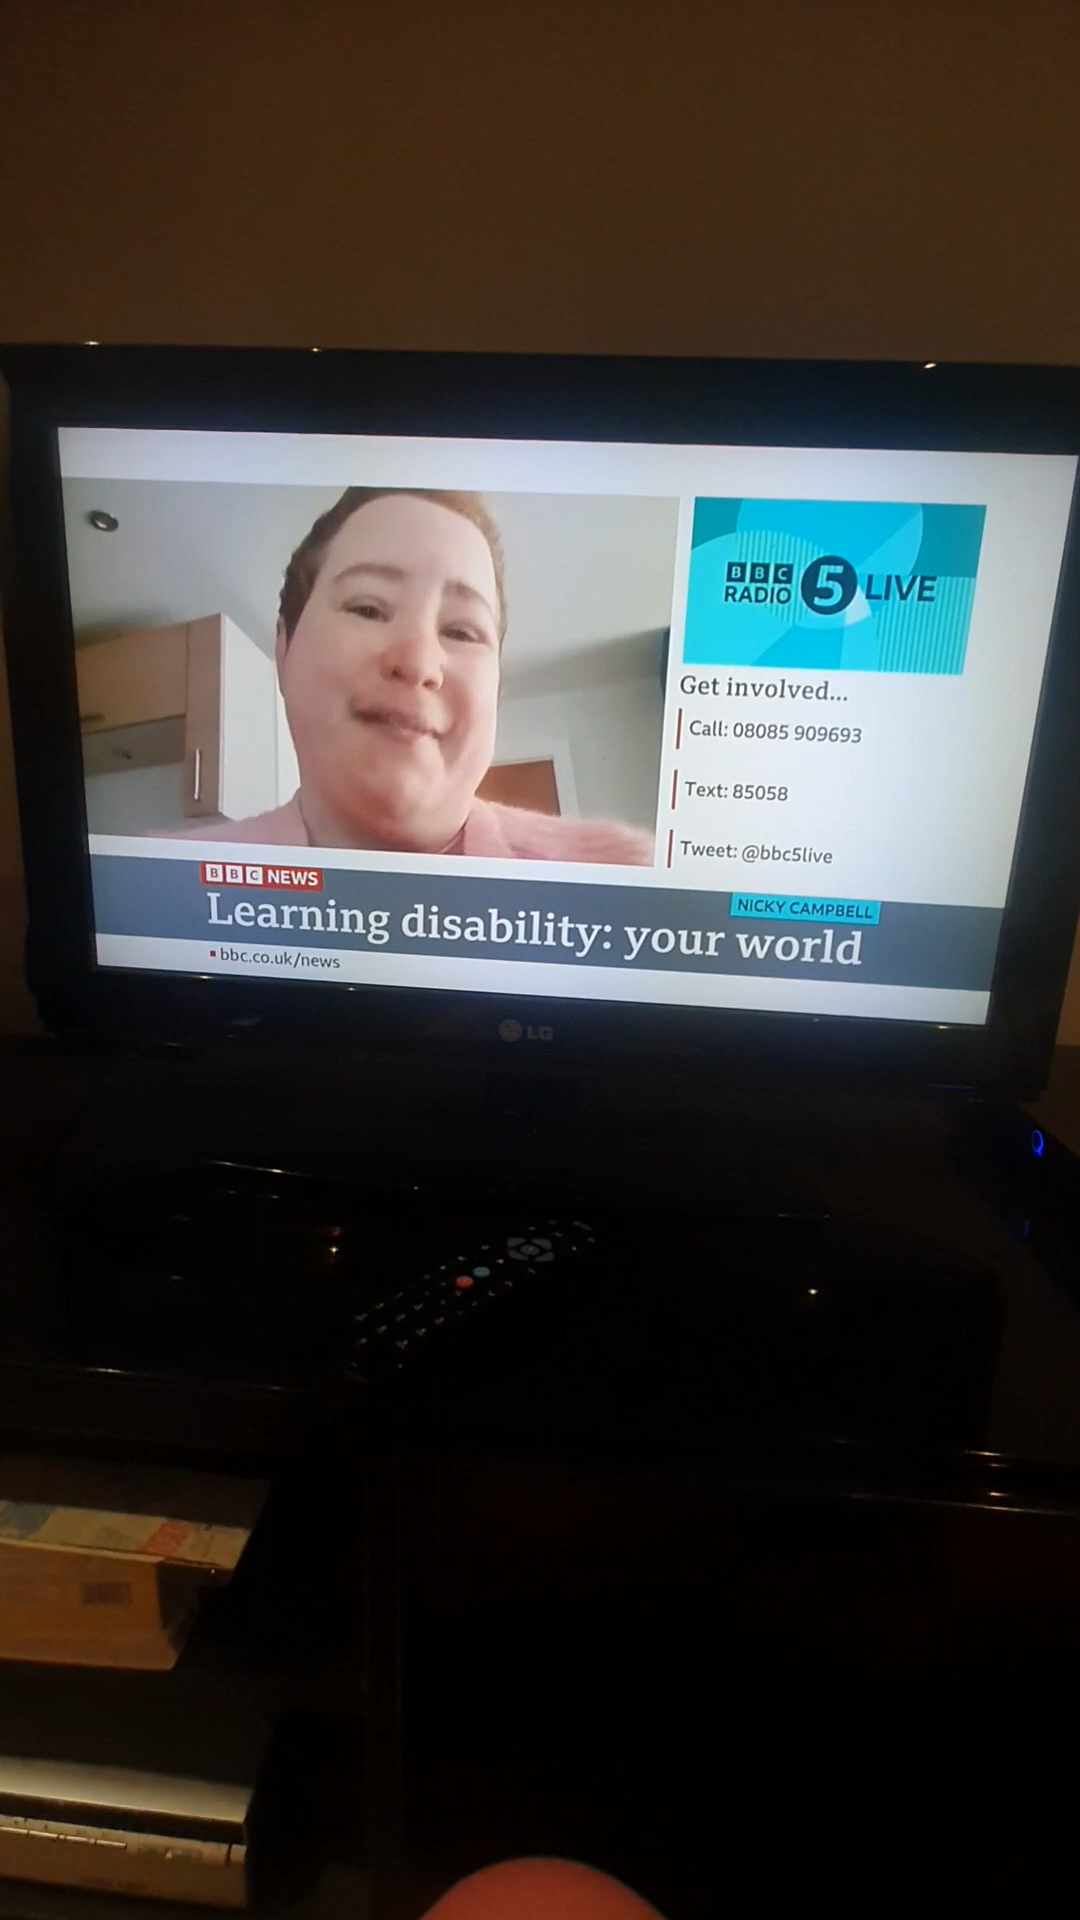 BBC
RADIO 5 LIVE
Get involved...
Call: 08085 909693
Text: 85058
Tweet: @bbc5live
BBC NEWS
NICKY CAMPBELL
Learning disability: your world
bbc.co.uk/news
LG